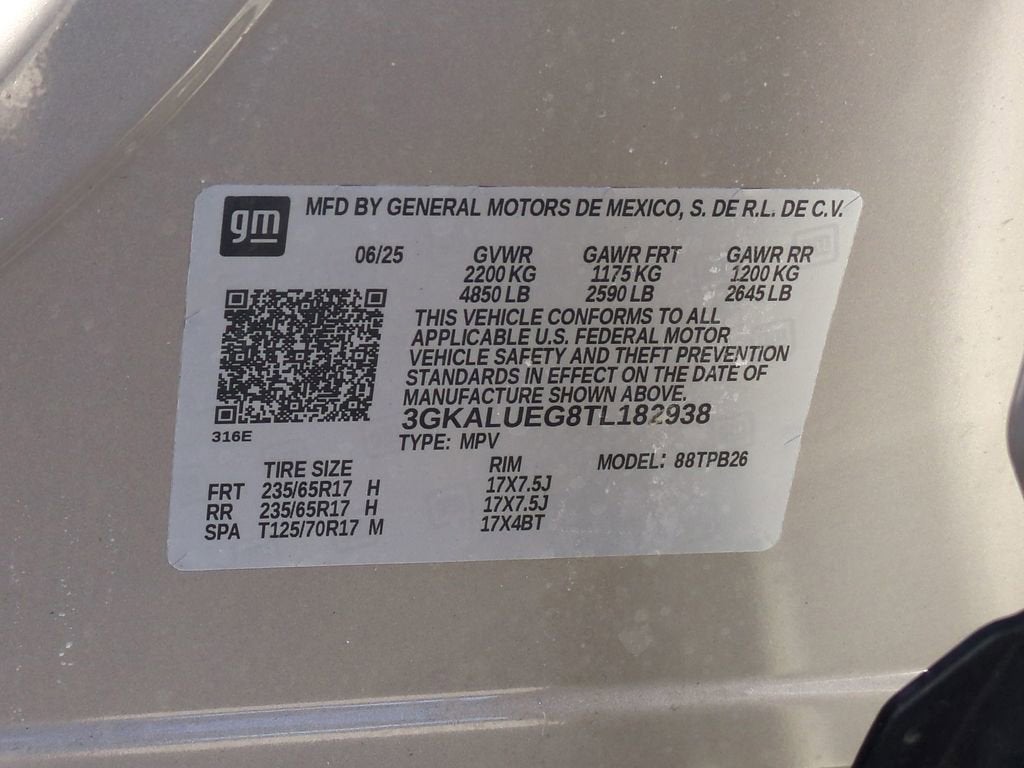 gm MFD BY GENERAL MOTORS DE MEXICO, S. DE R.L. DE C.V.
06/25 GVWR GAWR FRT GAWR RR
2200 KG 1175 KG 1200 KG
4850 LB 2590 LB 2645 LB
THIS VEHICLE CONFORMS TO ALL
APPLICABLE U.S. FEDERAL MOTOR
VEHICLE SAFETY AND THEFT PREVENTION
STANDARDS IN EFFECT ON THE DATE OF
MANUFACTURE SHOWN ABOVE.
3GKALUEG8TL182938
316E
TYPE: MPV
TIRE SIZE RIM MODEL: 88TPB26
FRT 235/65R17 H 17X7.5J
RR 235/65R17 H 17X7.5J
SPA T125/70R17 M 17X4BT